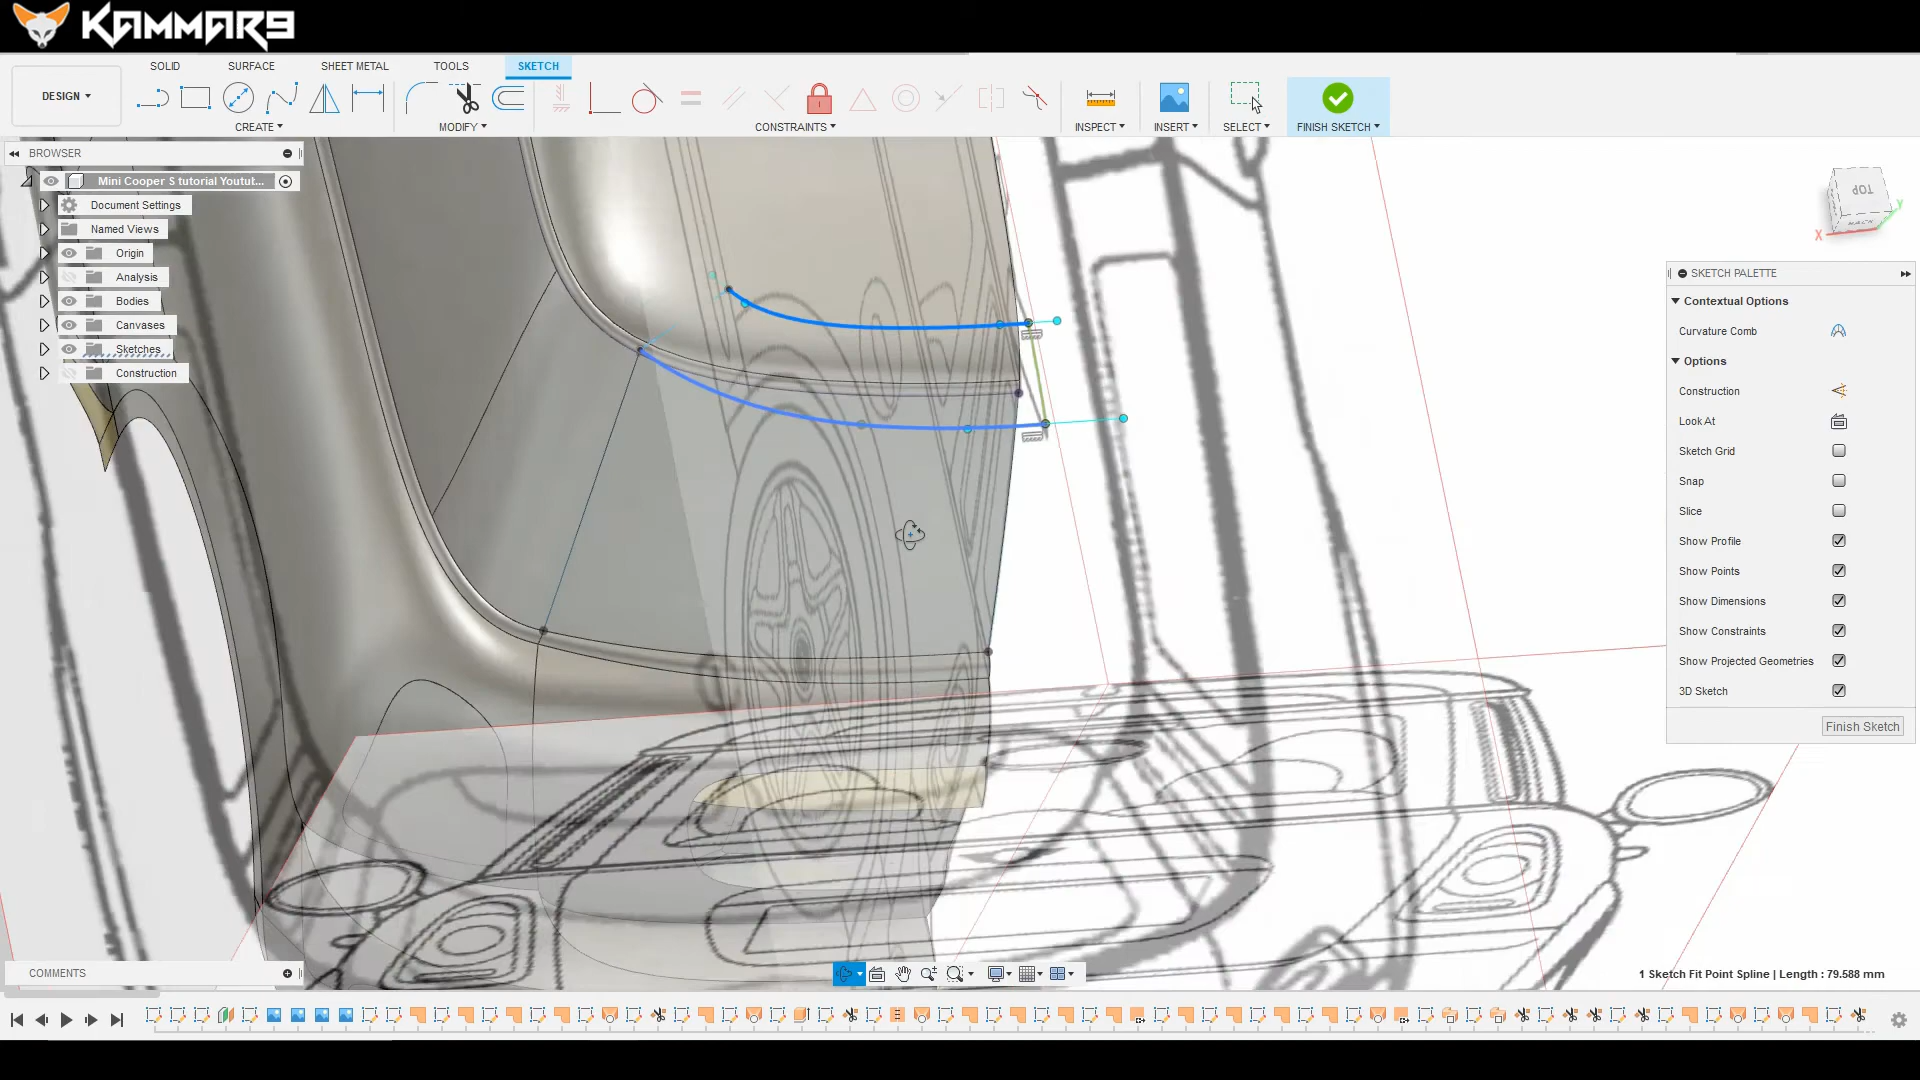 KAMMAR9
DESIGN
SOLID SURFACE SHEET METAL TOOLS SKETCH
CREATE MODIFY CONSTRAINTS INSPECT INSERT SELECT FINISH SKETCH
BROWSER
Mini Cooper S tutorial Youtut...
Document Settings
Named Views
Origin
Analysis
Bodies
Canvases
Sketches
Construction
TOP
BACK
X
Y
SKETCH PALETTE
Contextual Options
Curvature Comb
Options
Construction
Look At
Sketch Grid
Snap
Slice
Show Profile
Show Points
Show Dimensions
Show Constraints
Show Projected Geometries
3D Sketch
Finish Sketch
COMMENTS
1 Sketch Fit Point Spline | Length : 79.588 mm